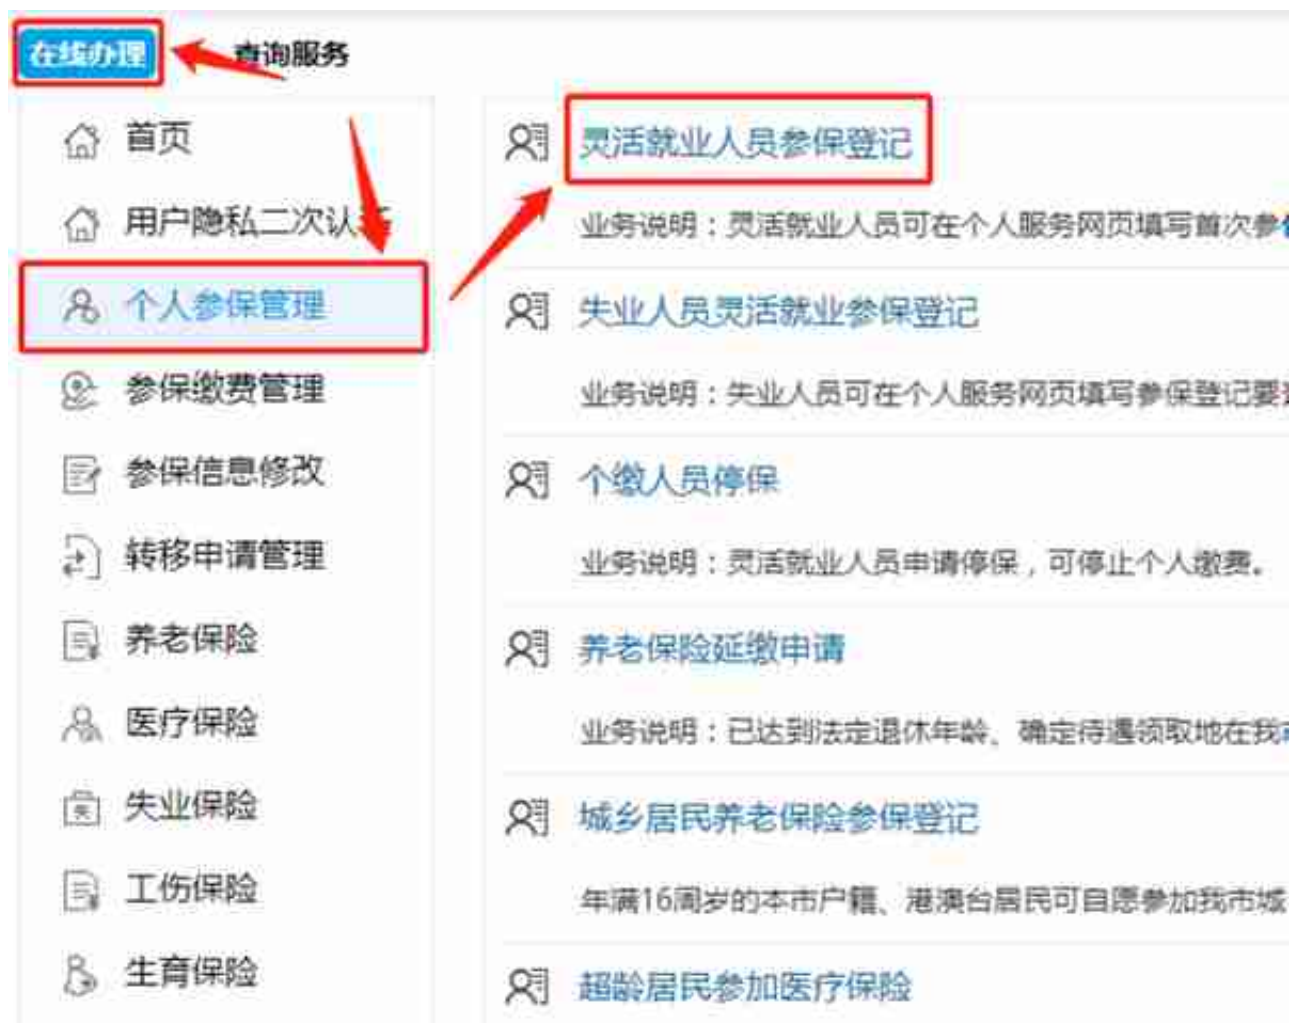 在线办理 查询服务
首页
用户隐私二次认
个人参保管理
参保缴费管理
参保信息修改
转移申请管理
养老保险
医疗保险
失业保险
工伤保险
生育保险
灵活就业人员参保登记
业务说明：灵活就业人员可在个人服务网页填写首次参
失业人员灵活就业参保登记
业务说明：失业人员可在个人服务网页填写参保登记要
个缴人员停保
业务说明：灵活就业人员申请停保，可停止个人缴费。
养老保险延缴申请
业务说明：已达到法定退休年龄、确定待遇领取地在我
城乡居民养老保险参保登记
年满16周岁的本市户籍、港澳台居民可自愿参加我市城
超龄居民参加医疗保险